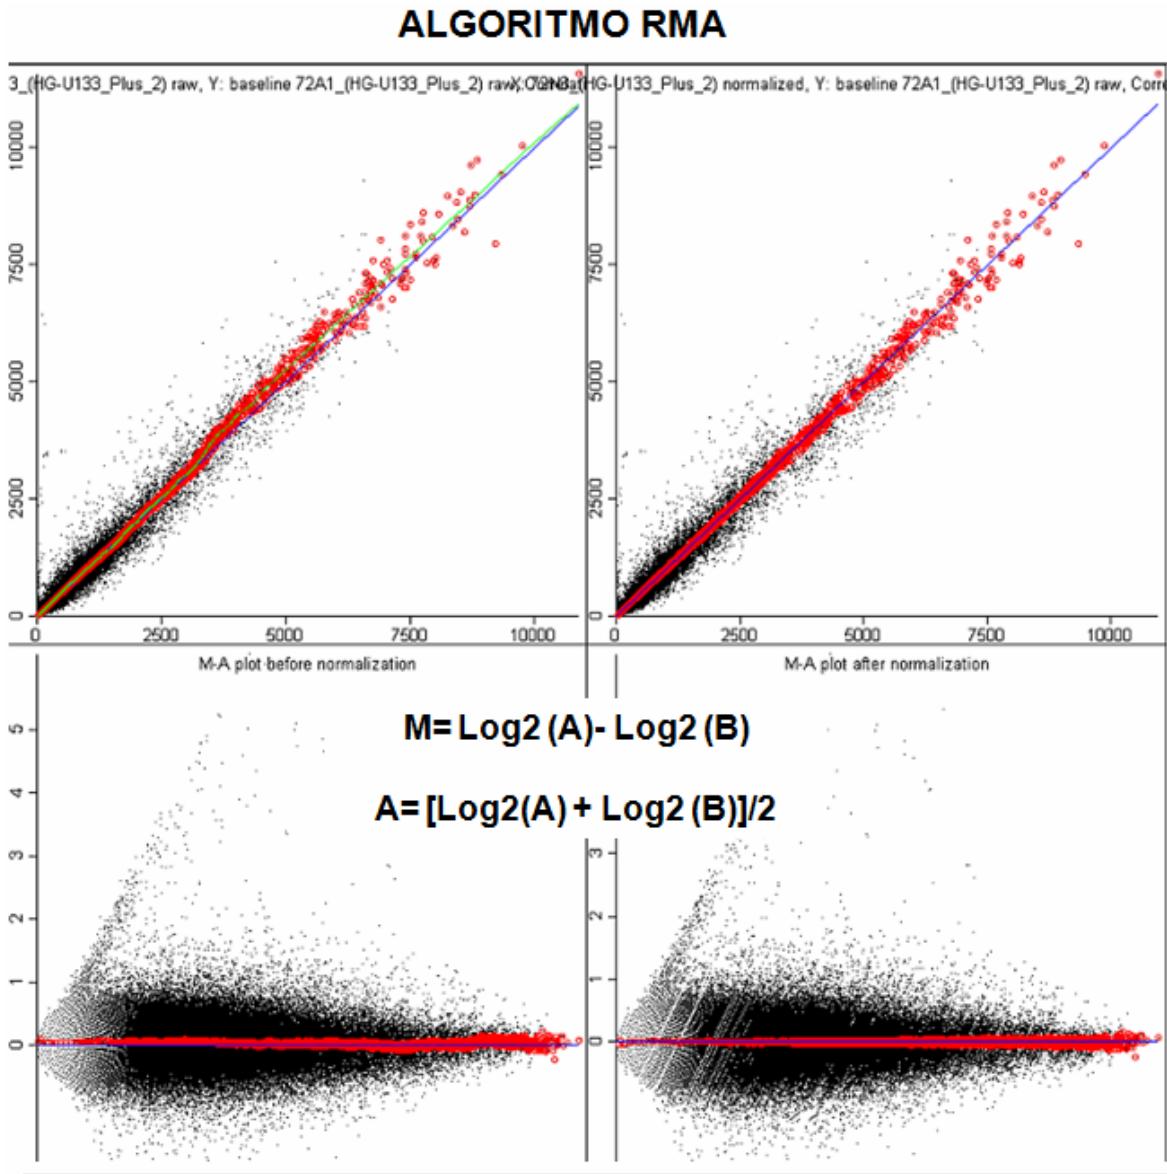 ALGORITMO RMA
3_(HG-U133_Plus_2) raw, Y: baseline 72A1_(HG-U133_Plus_2) raw,
(HG-U133_Plus_2) normalized, Y: baseline 72A1_(HG-U133_Plus_2) raw, Corre
10000
7500
5000
2500
0
0 2500 5000 7500 10000
10000
7500
5000
2500
0
0 2500 5000 7500 10000
M-A plot before normalization
M-A plot after normalization
M= Log2 (A)- Log2 (B)
A= [Log2(A) + Log2 (B)]/2
5
4
3
2
1
0
3
2
1
0